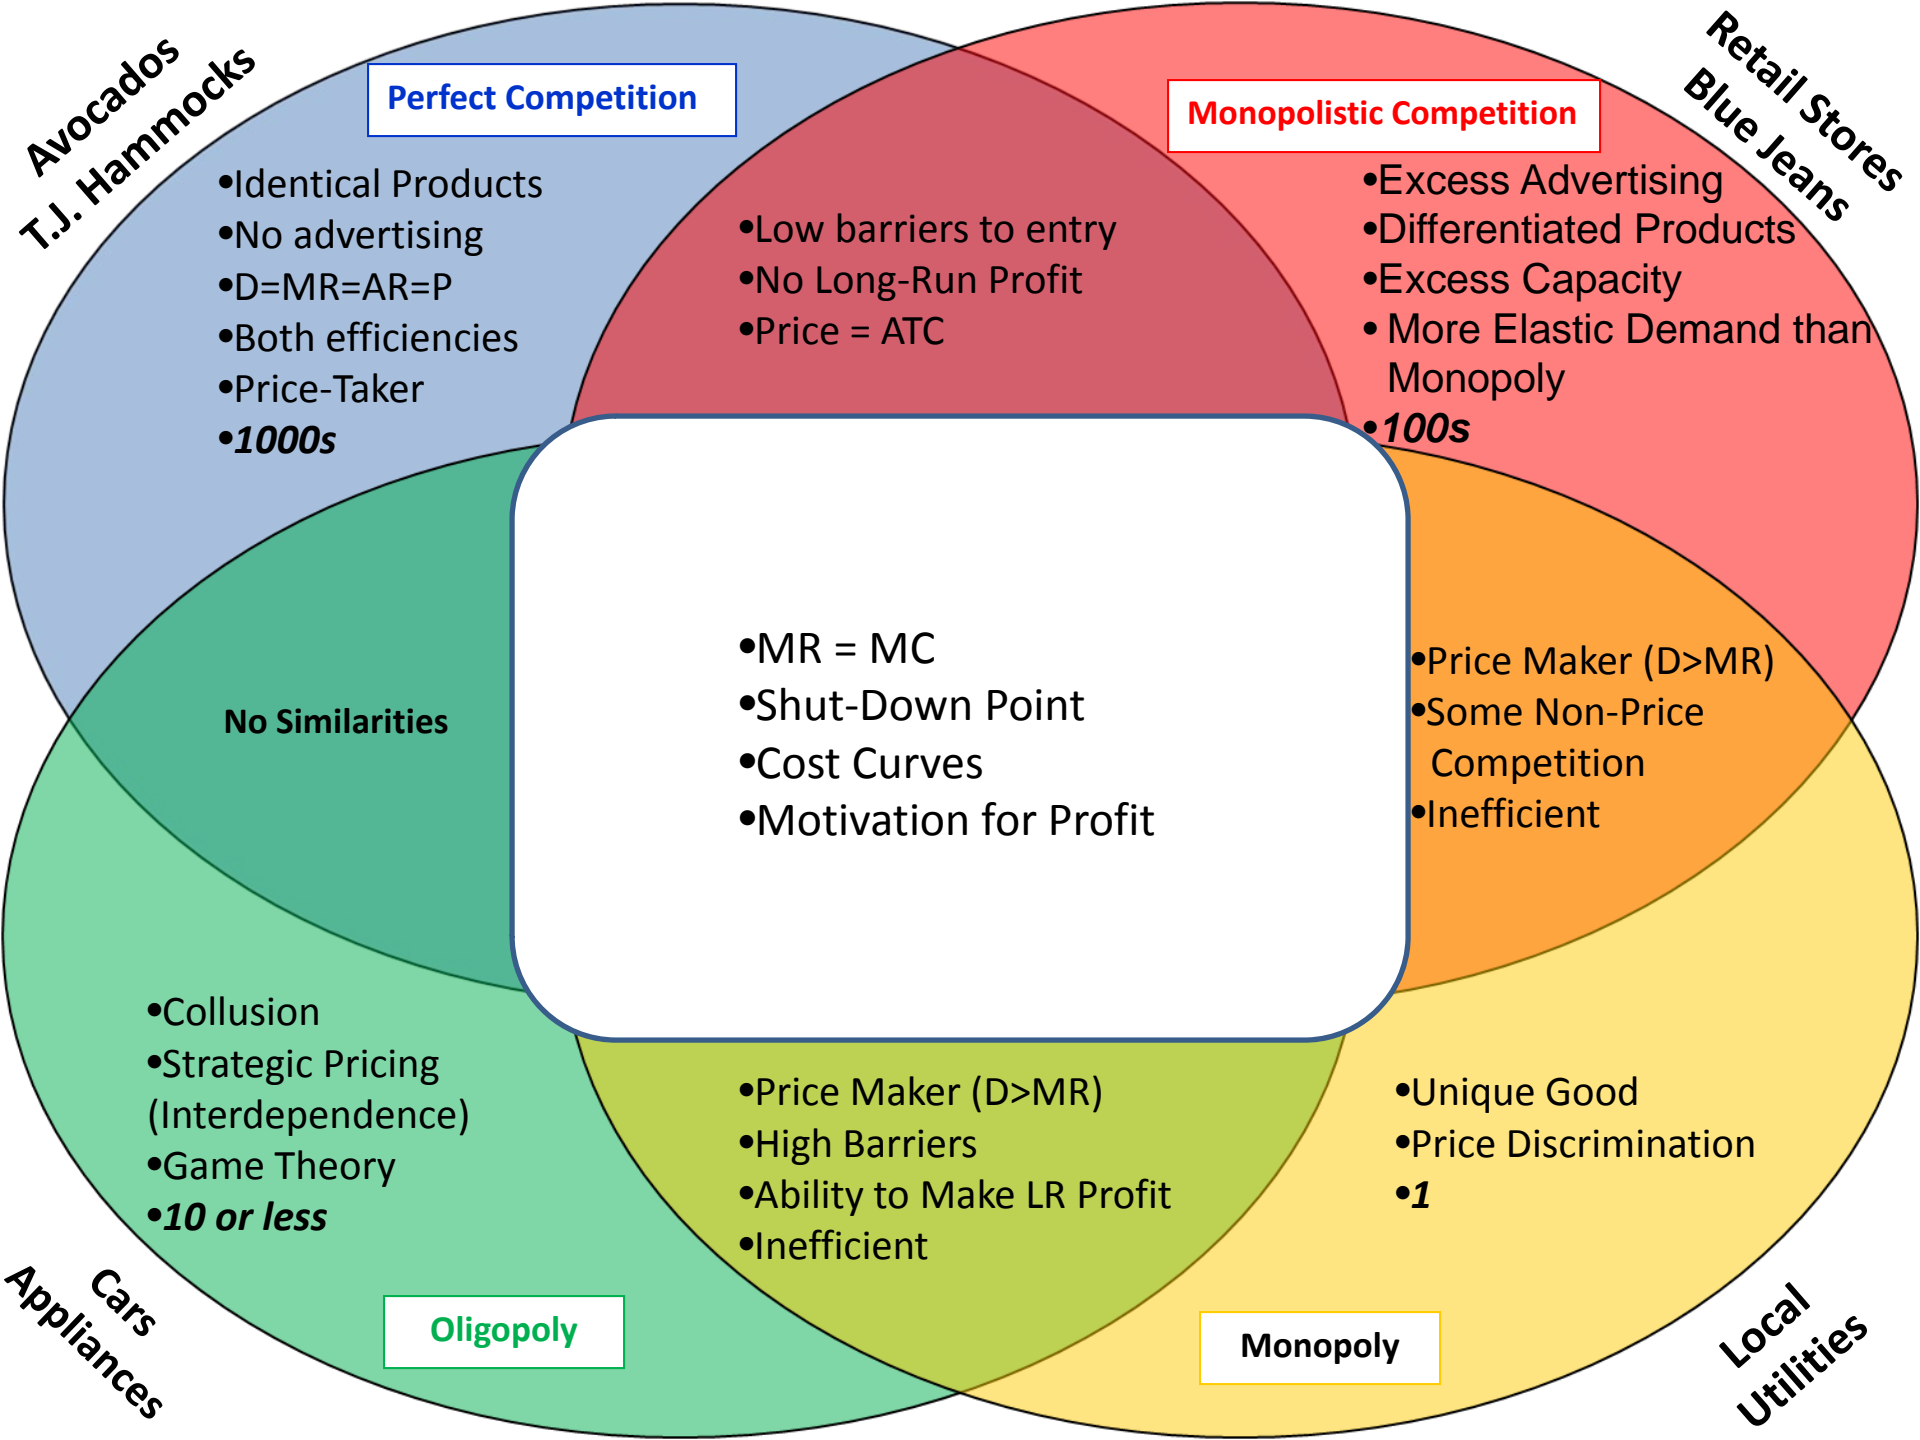 Avocados
T.J. Hammocks
Perfect Competition
•Identical Products
•No advertising
•D=MR=AR=P
•Both efficiencies
•Price-Taker
•1000s
•Low barriers to entry
•No Long-Run Profit
•Price = ATC
Monopolistic Competition
Retail Stores
Blue Jeans
•Excess Advertising
•Differentiated Products
•Excess Capacity
• More Elastic Demand than
Monopoly
•100s
No Similarities
•MR = MC
•Shut-Down Point
•Cost Curves
•Motivation for Profit
•Price Maker (D>MR)
•Some Non-Price
Competition
•Inefficient
•Collusion
•Strategic Pricing
(Interdependence)
•Game Theory
•10 or less
Oligopoly
Cars
Appliances
•Price Maker (D>MR)
•High Barriers
•Ability to Make LR Profit
•Inefficient
•Unique Good
•Price Discrimination
•1
Monopoly
Local
Utilities